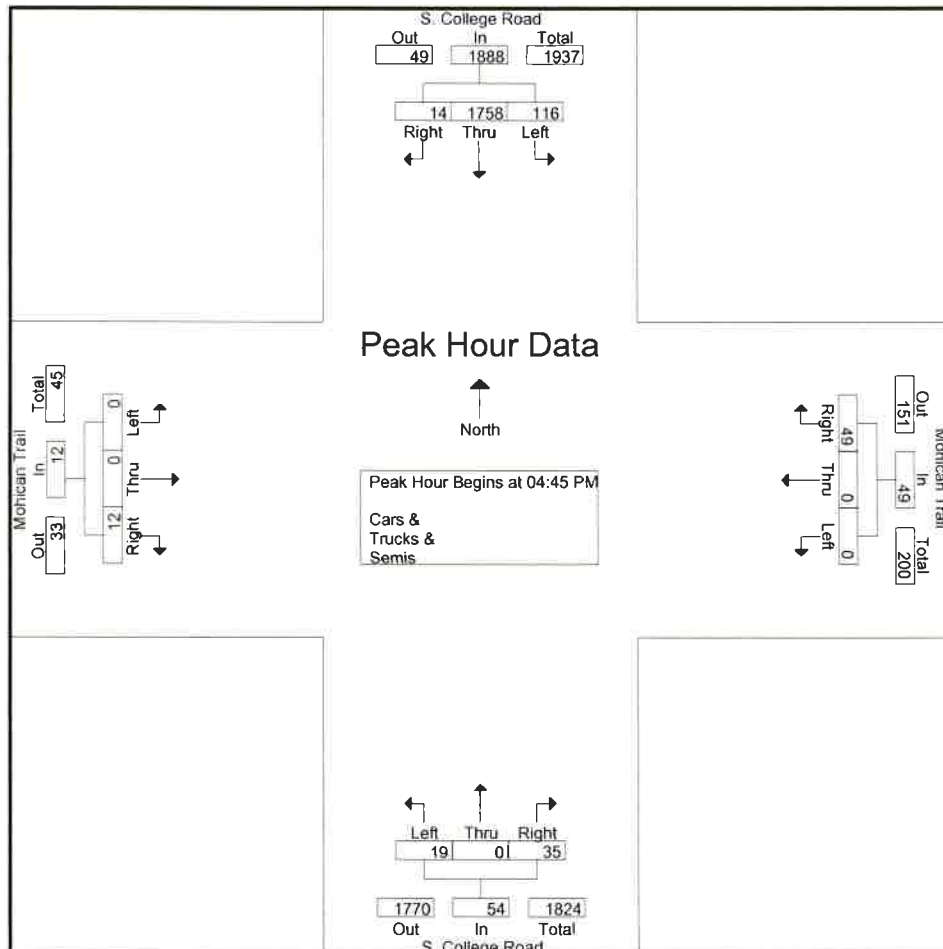 S. College Road
Out In Total
49 1888 1937
14 1758 116
Right Thru Left
Peak Hour Data
North
Peak Hour Begins at 04:45 PM
Cars &
Trucks &
Semis
Mohican Trail
Out In Total
33 12 45
12 0 0
Right Thru Left
Mohican Trail
Out In Total
151 49 200
49 0 0
Right Thru Left
Left Thru Right
19 0 35
1770 54 1824
Out In Total
S. College Road